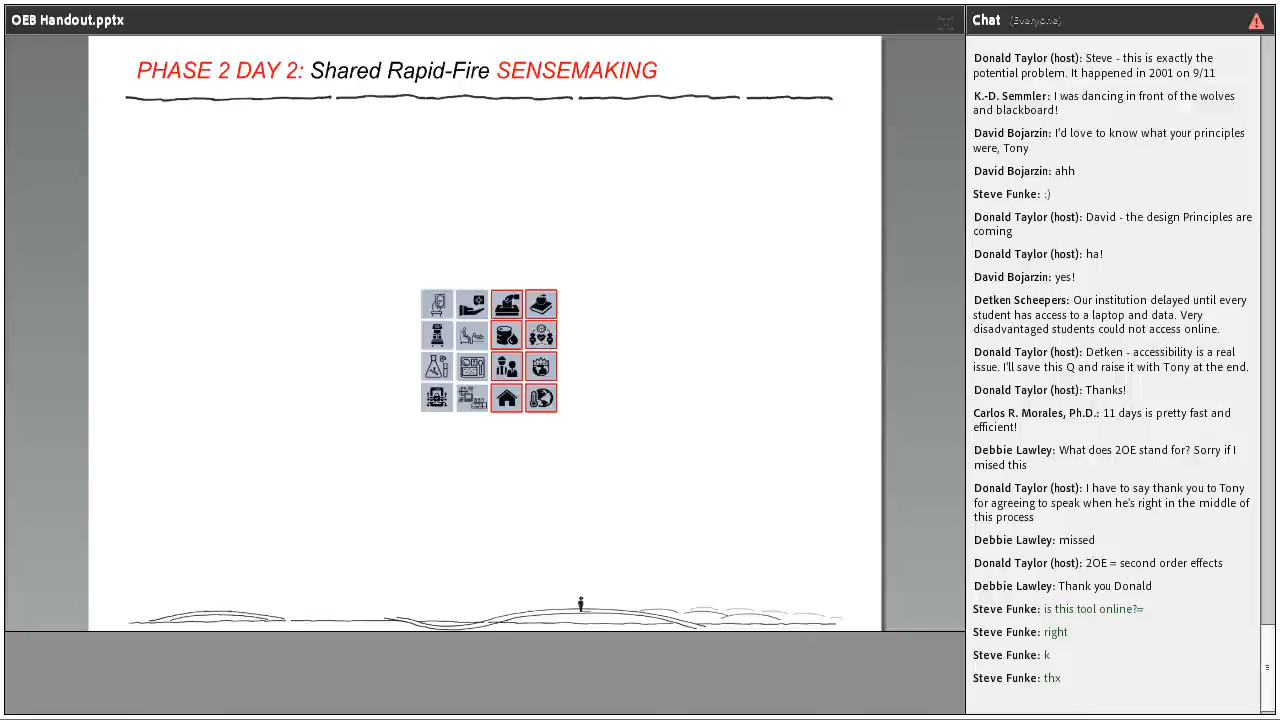 OEB Handout.pptx
PHASE 2 DAY 2: Shared Rapid-Fire SENSEMAKING
Chat (Everyone)
Donald Taylor (host): Steve - this is exactly the
potential problem. It happened in 2001 on 9/11
K.-D. Semmler: I was dancing in front of the wolves
and blackboard!
David Bojarzin: I'd love to know what your principles
were, Tony
David Bojarzin: ahh
Steve Funke: :)
Donald Taylor (host): David - the design Principles are
coming
Donald Taylor (host): ha!
David Bojarzin: yes!
Detken Scheepers: Our institution delayed until every
student has access to a laptop and data. Very
disadvantaged students could not access online.
Donald Taylor (host): Detken - accessibility is a real
issue. I'll save this Q and raise it with Tony at the end.
Donald Taylor (host): Thanks!
Carlos R. Morales, Ph.D.: 11 days is pretty fast and
efficient!
Debbie Lawley: What does 2OE stand for? Sorry if I
mised this
Donald Taylor (host): I have to say thank you to Tony
for agreeing to speak when he's right in the middle of
this process
Debbie Lawley: missed
Donald Taylor (host): 2OE = second order effects
Debbie Lawley: Thank you Donald
Steve Funke: is this tool online?=
Steve Funke: right
Steve Funke: k
Steve Funke: thx